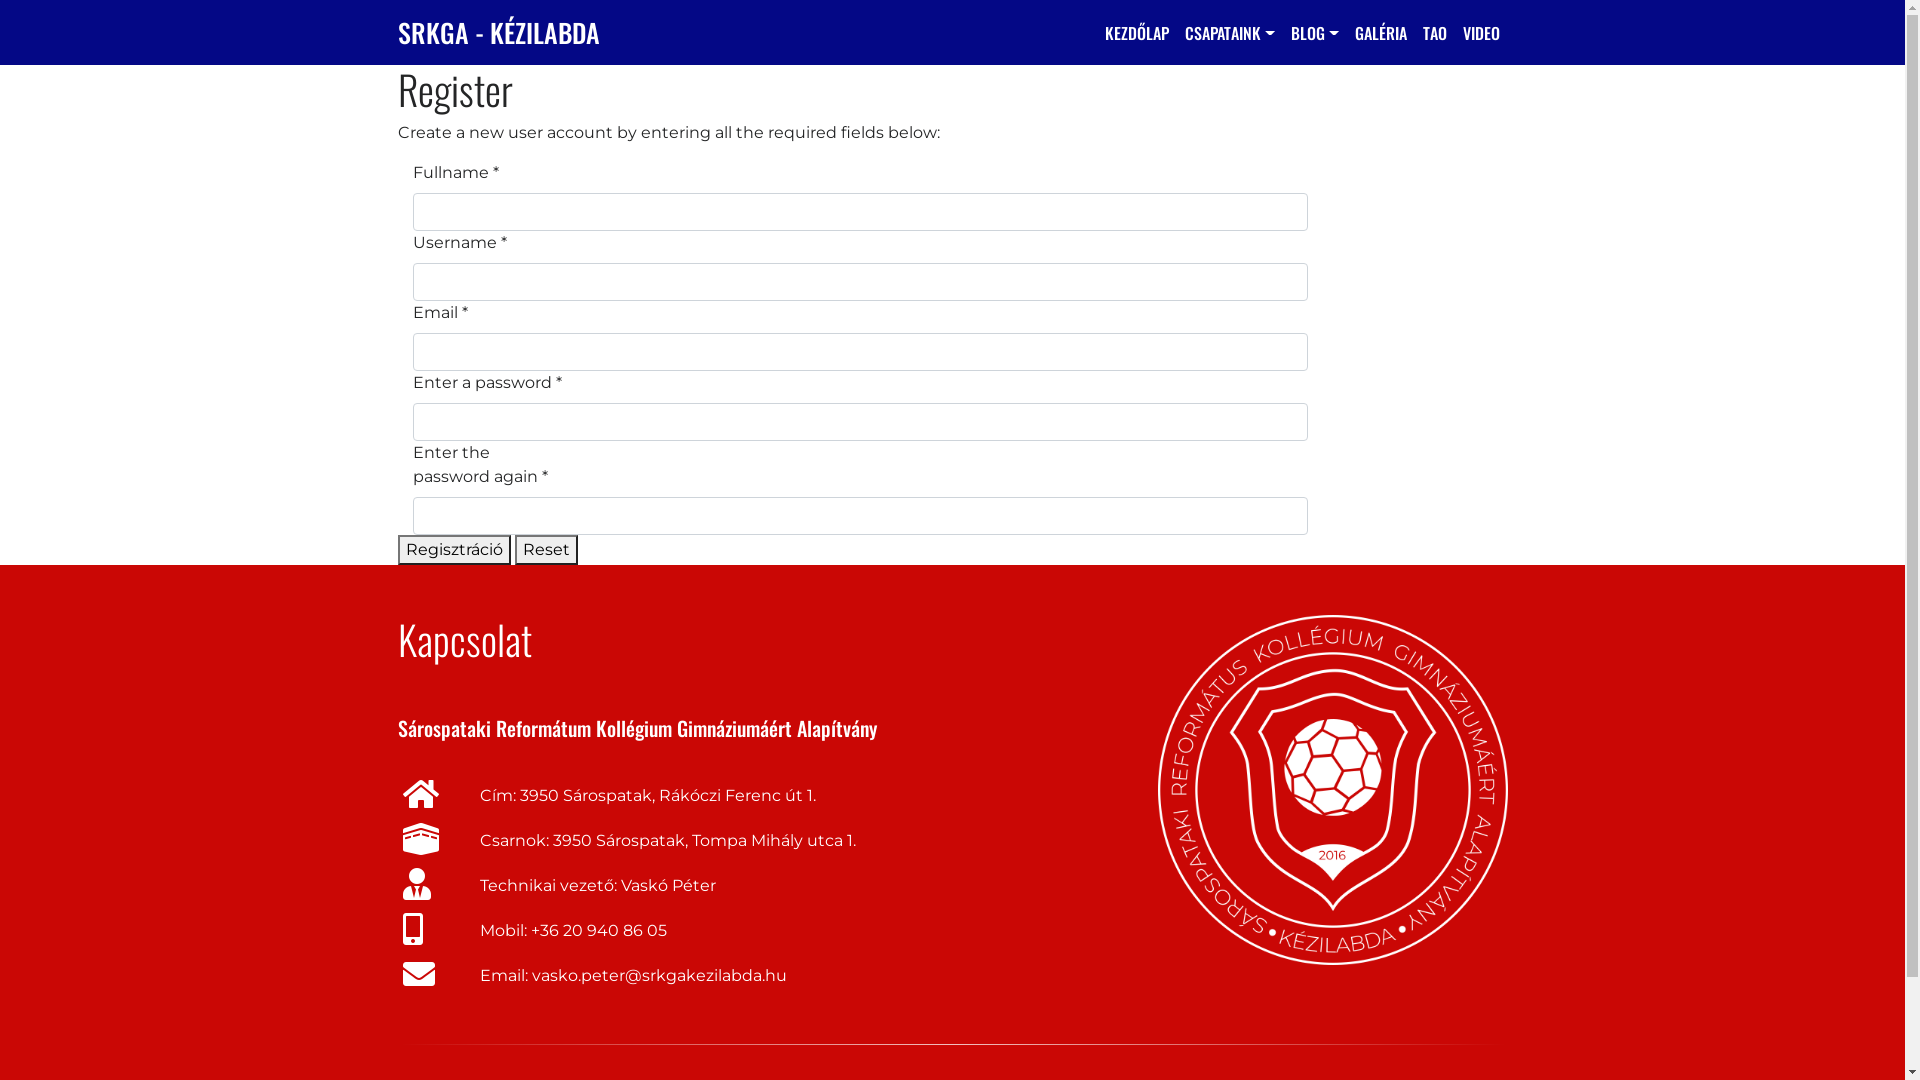 SRKGA - KÉZILABDA
KEZDŐLAP CSAPATAINK BLOG GALÉRIA TAO VIDEO
Register
Create a new user account by entering all the required fields below:
Fullname *
Username *
Email *
Enter a password *
Enter the
password again *
Regisztráció Reset
Kapcsolat
Sárospataki Reformátum Kollégium Gimnáziumáért Alapítvány
Cím: 3950 Sárospatak, Rákóczi Ferenc út 1.
Csarnok: 3950 Sárospatak, Tompa Mihály utca 1.
Technikai vezető: Vaskó Péter
Mobil: +36 20 940 86 05
Email: vasko.peter@srkgakezilabda.hu
SÁROSPATAKI REFORMÁTUS KOLLÉGIUM GIMNÁZIUMÁÉRT ALAPÍTVÁNY
2016
• KÉZILABDA •